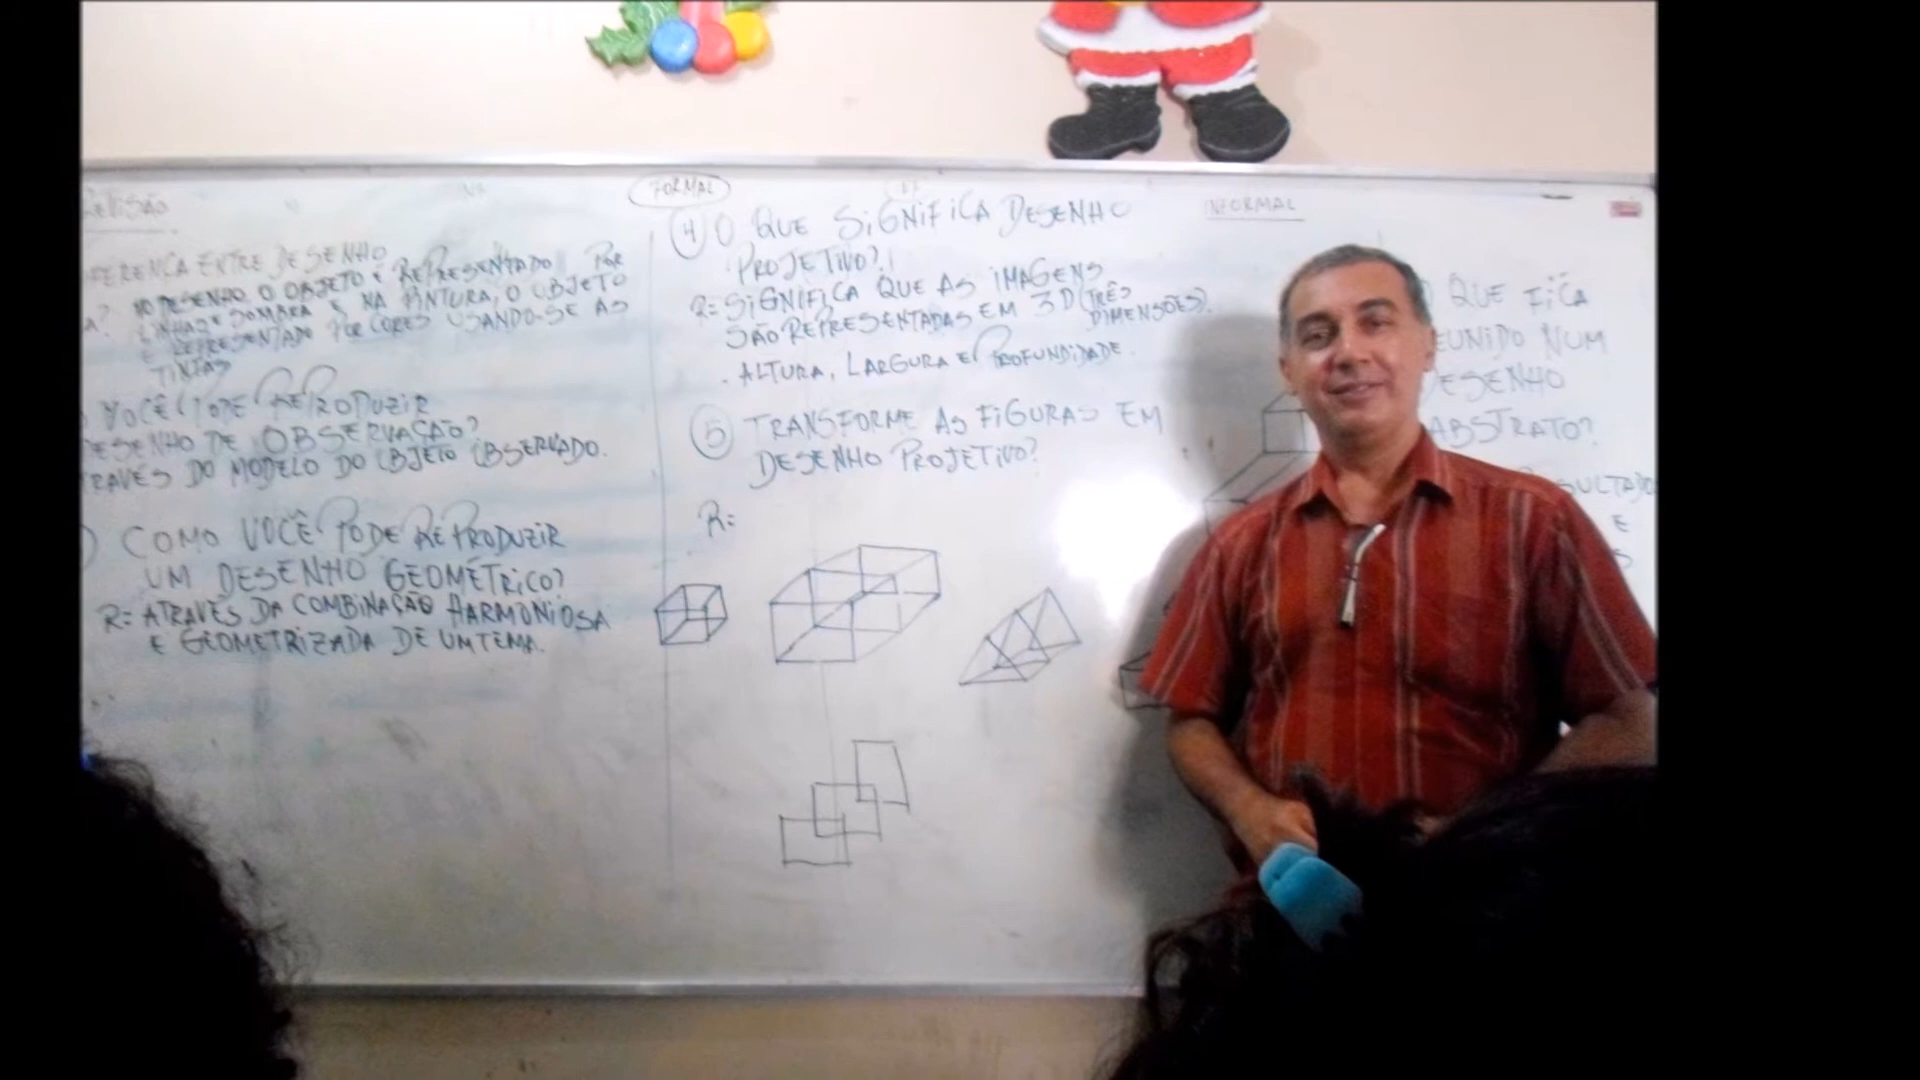 Revisão
FORMAL
INFORMAL
ENTRE DESENHO
NO DESENHO, O OBJETO É REPRESENTADO POR
LINHAS E SOMBRA E NA PINTURA, O OBJETO
É REPRESENTADO POR CORES USANDO-SE AS
TINTAS
VOCÊ PODE REPRODUZIR
DESENHO DE OBSERVAÇÃO?
DO MODELO DO OBJETO OBSERVADO.
COMO VOCÊ PODE REPRODUZIR
UM DESENHO GEOMÉTRICO?
R= ATRAVÉS DA COMBINAÇÃO HARMONIOSA
E GEOMETRIZADA DE UM TEMA.
4 O QUE SIGNIFICA DESENHO
PROJETIVO?
R= SIGNIFICA QUE AS IMAGENS
SÃO REPRESENTADAS EM 3D (TRÊS
DIMENSÕES).
. ALTURA, LARGURA E PROFUNDIDADE.
5 TRANSFORME AS FIGURAS EM
DESENHO PROJETIVO?
R=
O QUE FICA
NUM
DESENHO
ABSTRATO?
E